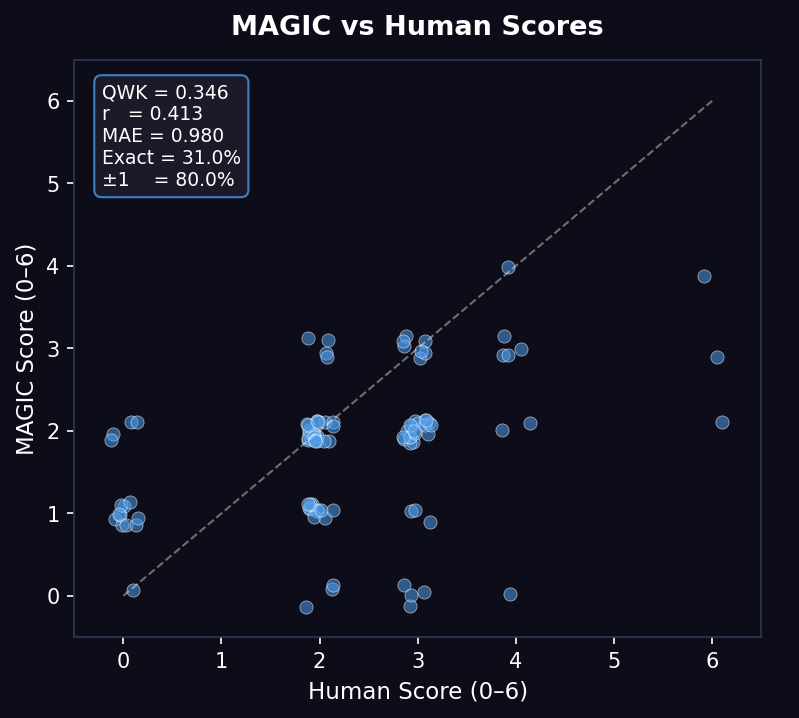 MAGIC vs Human Scores
QWK = 0.346
r = 0.413
MAE = 0.980
Exact = 31.0%
±1 = 80.0%
MAGIC Score (0–6)
6
5
4
3
2
1
0
0 1 2 3 4 5 6
Human Score (0–6)